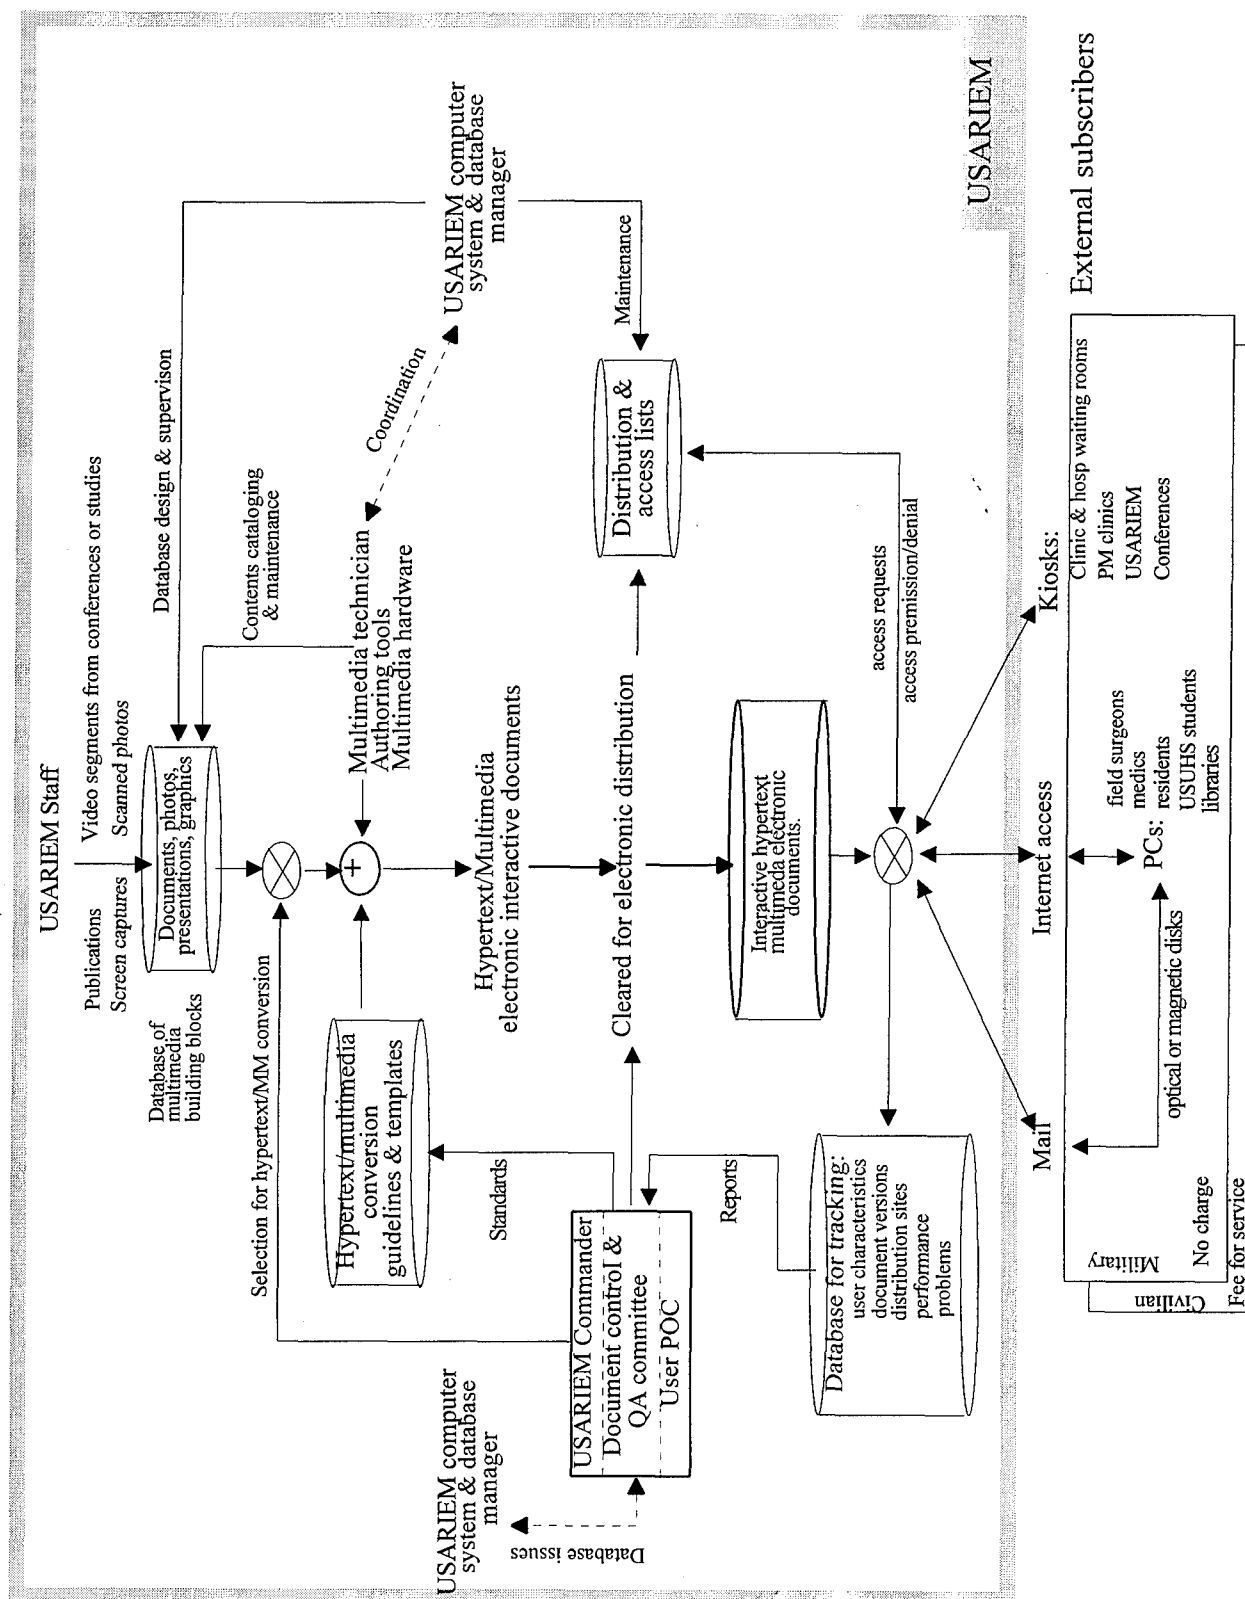 USARIEM Staff
Publications
Screen captures
Video segments from conferences or studies
Scanned photos
Database of
multimedia
building blocks
Documents, photos,
presentations, graphics
Database design & supervison
Contents cataloging
& maintenance
Selection for hypertext/MM conversion
+
Hypertext/multimedia
conversion
guidelines & templates
Multimedia technician
Authoring tools
Multimedia hardware
Coordination
USARIEM computer
system & database
manager
USARIEM computer
system & database
manager
Database issues
Standards
Hypertext/Multimedia
electronic interactive documents
Maintenance
USARIEM Commander
Document control &
QA committee
User POC
Cleared for electronic distribution
Distribution &
access lists
Reports
Interactive hypertext
multimeda electronic
documents.
access requests
access premission/denial
Database for tracking:
user characteristics
document versions
distribution sites
performance
problems
USARIEM
Mail
Internet access
Kiosks:
External subscribers
Clinic & hosp waiting rooms
PM clinics
USARIEM
Conferences
field surgeons
medics
PCs: residents
USUHS students
libraries
optical or magnetic disks
Military
No charge
Civilian
Fee for service